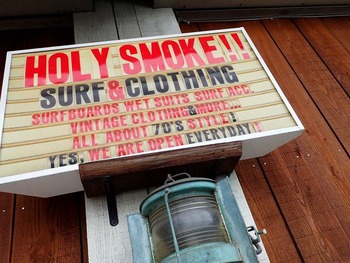 HOLY SMOKE!!
SURF&CLOTHING
SURFBOARDS WET SUITS SURF ACC.
VINTAGE CLOTHNG&MORE...
ALL ABOUT 70'S STYLE!!
YES, WE ARE OPEN EVERYDAY!!